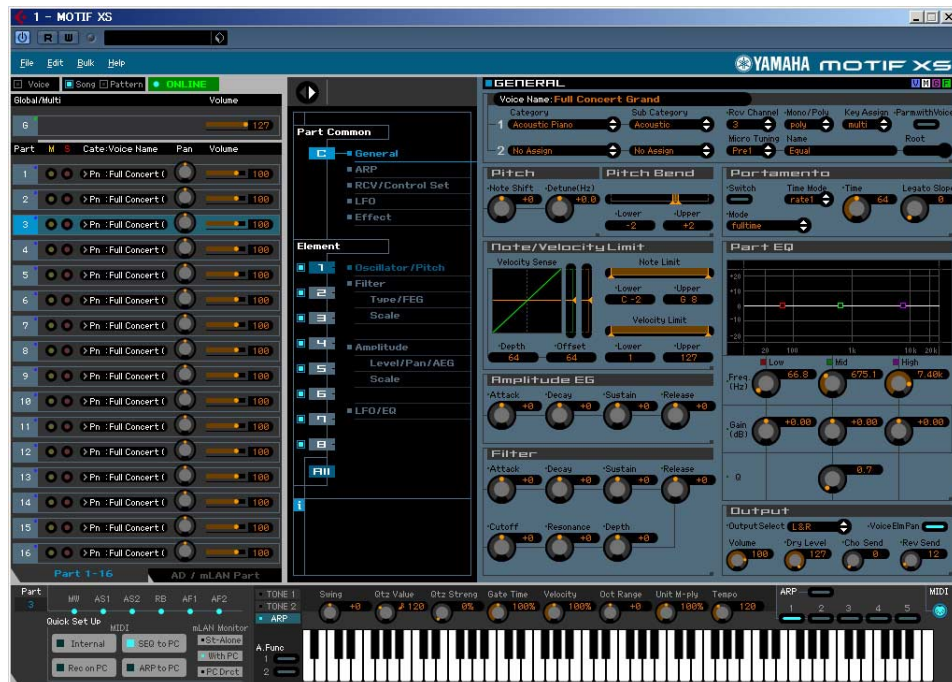 1 - MOTIF XS
R W
File Edit Bulk Help
YAMAHA MOTIF XS
Voice Song Pattern ONLINE
Global/Multi Volume
G 127
Part M S Cate:Voice Name Pan Volume
1 >Pn :Full Concert ( 100
2 >Pn :Full Concert ( 100
3 >Pn :Full Concert ( 100
4 >Pn :Full Concert ( 100
5 >Pn :Full Concert ( 100
6 >Pn :Full Concert ( 100
7 >Pn :Full Concert ( 100
8 >Pn :Full Concert ( 100
9 >Pn :Full Concert ( 100
10 >Pn :Full Concert ( 100
11 >Pn :Full Concert ( 100
12 >Pn :Full Concert ( 100
13 >Pn :Full Concert ( 100
14 >Pn :Full Concert ( 100
15 >Pn :Full Concert ( 100
16 >Pn :Full Concert ( 100
Part 1-16 AD / mLAN Part
Part Common
C General
ARP
RCV/Control Set
LFO
Effect
Element
1 Oscillator/Pitch
2 Filter
Type/FEG
3 Scale
4 Amplitude
5 Level/Pan/AEG
Scale
6
7 LFO/EQ
8
All
i
GENERAL V M G F
Voice Name:Full Concert Grand
Category Sub Category Rcv Channel Mono/Poly Key Assign ParmwithVoice
1 Acoustic Piano Acoustic 3 poly multi
Micro Tuning Name Root
2 No Assign No Assign Pre1 Equal
Pitch Pitch Bend
Note Shift Detune(Hz)
+0 +0.0
Lower Upper
-2 +2
Portamento
Switch Time Mode Time Legato Slope
rate1 64 0
Mode
fulltime
Note/Velocity Limit
Velocity Sense Note Limit
Lower Upper
C -2 G 8
Velocity Limit
Depth Offset Lower Upper
64 64 1 127
Part EQ
+20
+10
0
-10
-20
20 100 1k 10k 20k
Low Mid High
Freq (Hz) 66.8 675.1 7.40k
Gain (dB) +0.00 +0.00 +0.00
Q 0.7
Amplitude EG
Attack Decay Sustain Release
+0 +0 +0 +0
Filter
Attack Decay Sustain Release
+0 +0 +0 +0
Cutoff Resonance Depth
+0 +0 +0
Output
Output Select L&R VoiceElmPan
Volume Dry Level Cho Send Rev Send
100 127 0 12
Part
3
MW AS1 AS2 RB AF1 AF2
Quick Set Up
MIDI mLAN Monitor
Internal SEQ to PC St-Alone
With PC
Rec on PC ARP to PC PC Drct
TONE 1
TONE 2
ARP
Swing Qtz Value Qtz Streng Gate Time Velocity Oct Range Unit M-ply Tempo
+0 120 0% 100% 100% +0 100% 120
ARP MIDI
1 2 3 4 5
A.Func
1
2